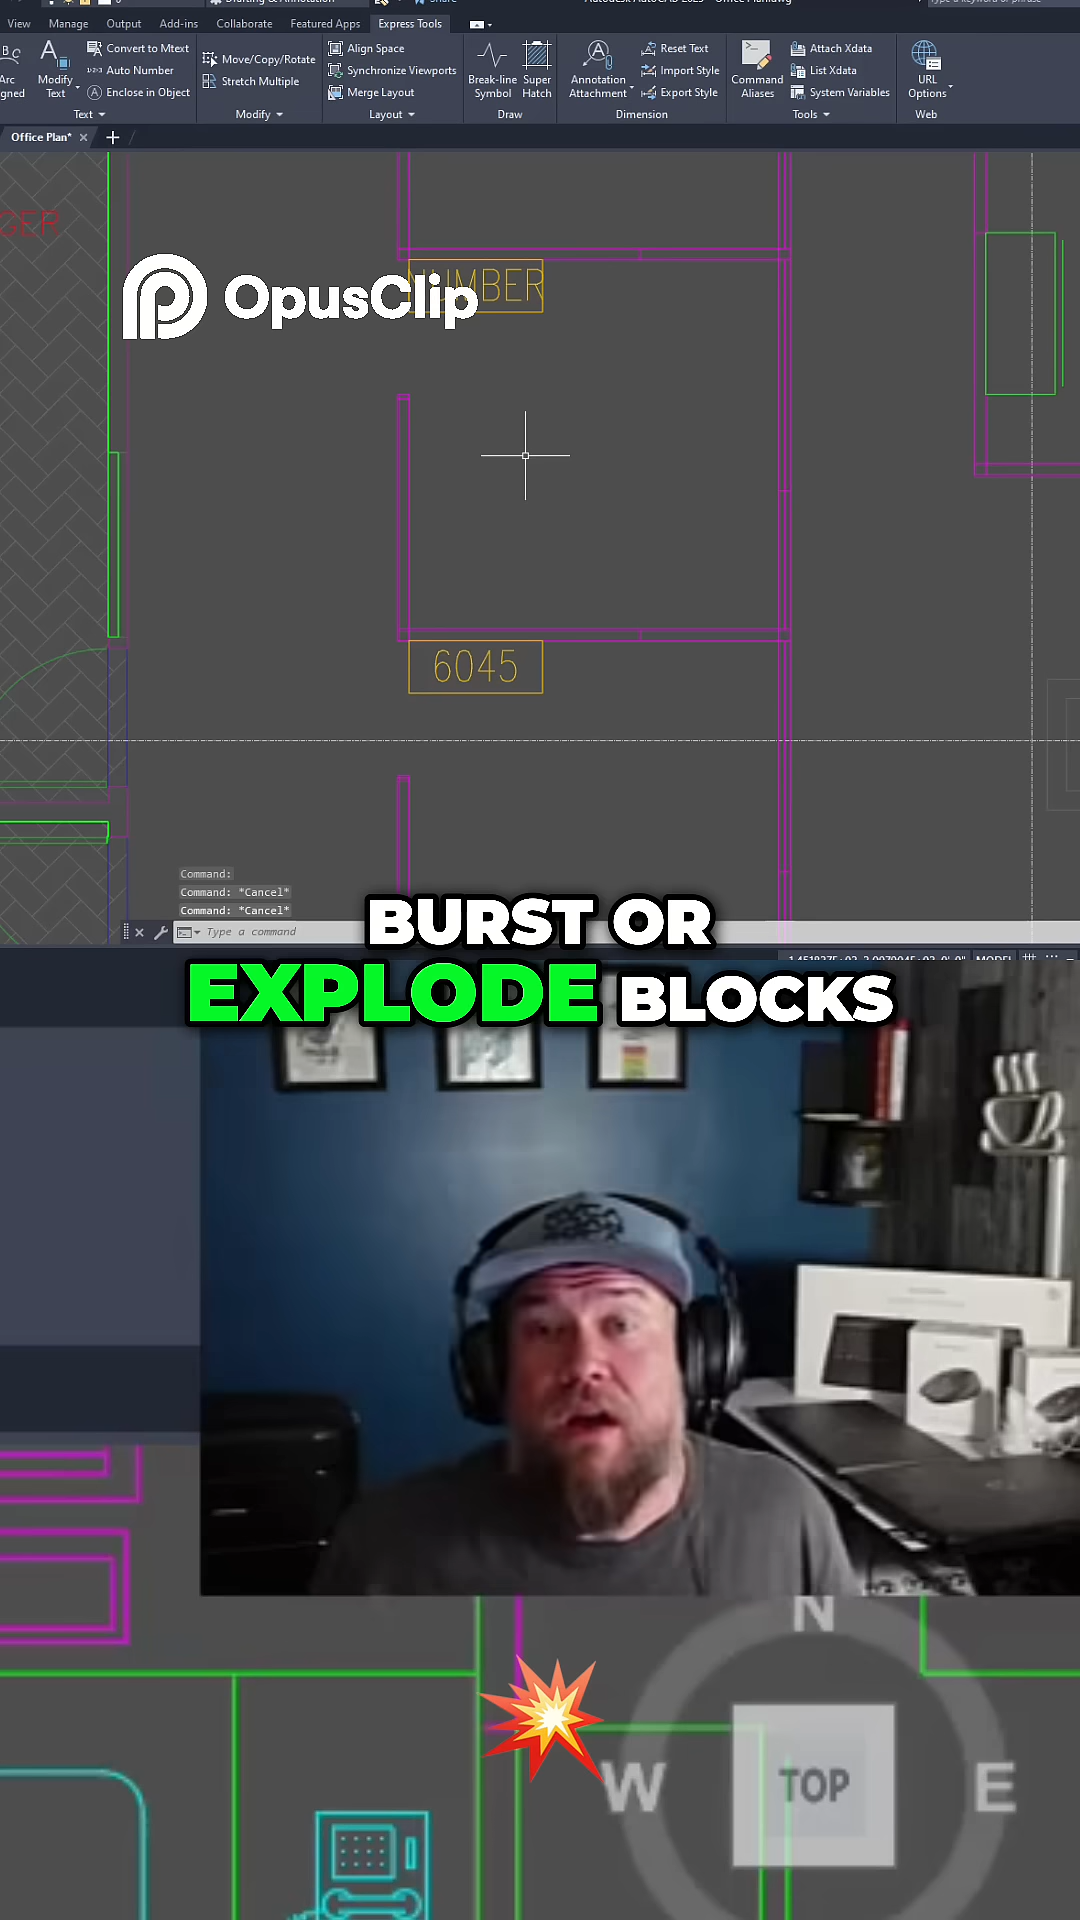 View Manage Output Add-ins Collaborate Featured Apps Express Tools
Modify Text
Convert to Mtext
Auto Number
Enclose in Object
Move/Copy/Rotate
Stretch Multiple
Align Space
Synchronize Viewports
Merge Layout
Break-line Symbol
Super Hatch
Annotation Attachment
Reset Text
Import Style
Export Style
Command Aliases
Attach Xdata
List Xdata
System Variables
URL Options
Text Modify Layout Draw Dimension Tools Web
Office Plan*
GER
NUMBER
OpusClip
6045
Command:
Command: *Cancel*
Command: *Cancel*
Type a command
BURST OR
EXPLODE BLOCKS
N
W TOP E